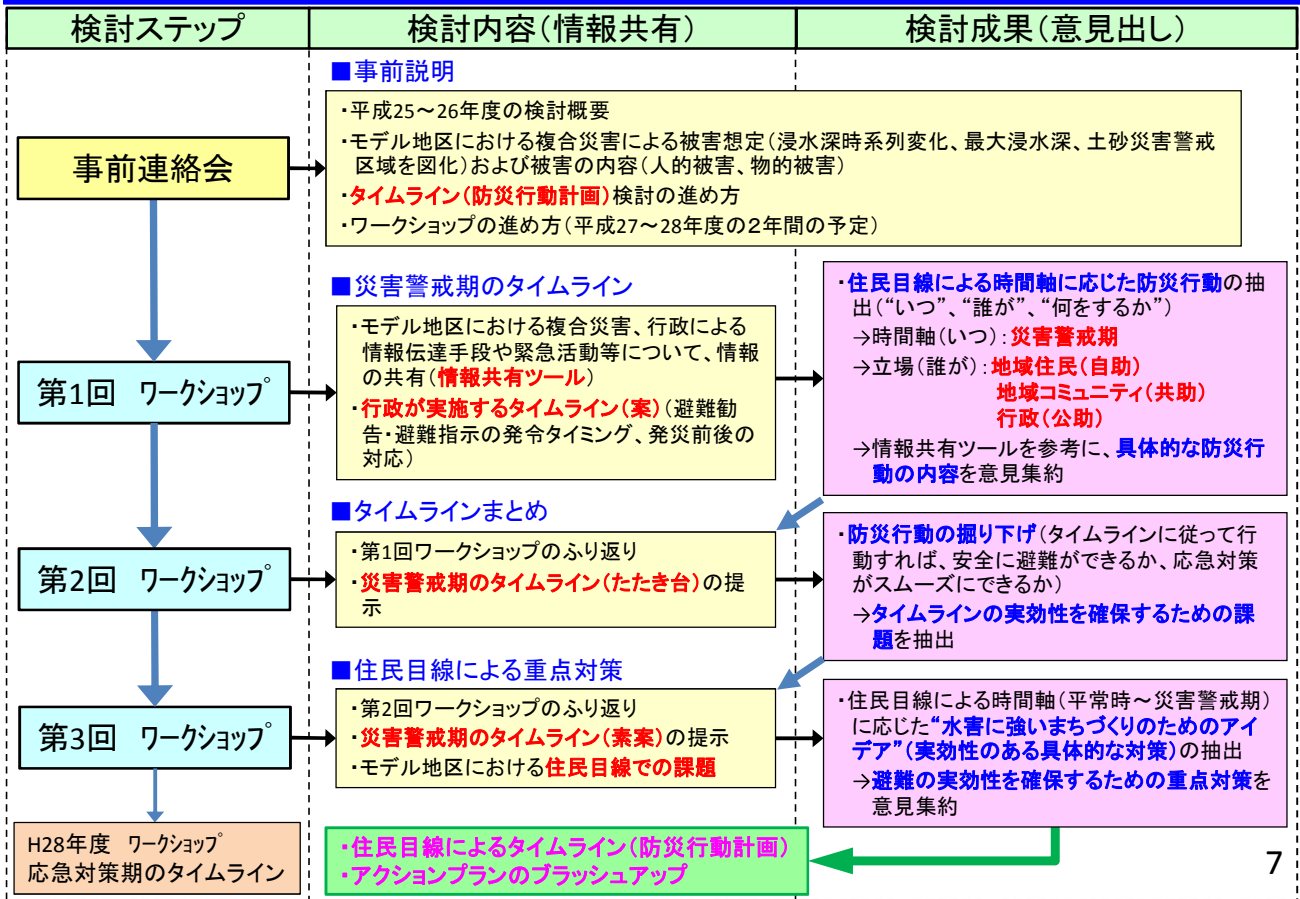 検討ステップ
検討内容(情報共有)
検討成果(意見出し)
事前連絡会
■事前説明
・平成25～26年度の検討概要
・モデル地区における複合災害による被害想定(浸水深時系列変化、最大浸水深、土砂災害警戒
区域を図化)および被害の内容(人的被害、物的被害)
・タイムライン(防災行動計画)検討の進め方
・ワークショップの進め方(平成27～28年度の2年間の予定)
第1回 ワークショップ
■災害警戒期のタイムライン
・モデル地区における複合災害、行政による
情報伝達手段や緊急活動等について、情報
の共有(情報共有ツール)
・行政が実施するタイムライン(案)(避難勧
告・避難指示の発令タイミング、発災前後の
対応)
・住民目線による時間軸に応じた防災行動の抽
出("いつ"、"誰が"、"何をするか")
→時間軸(いつ):災害警戒期
→立場(誰が):地域住民(自助)
地域コミュニティ(共助)
行政(公助)
→情報共有ツールを参考に、具体的な防災行
動の内容を意見集約
第2回 ワークショップ
■タイムラインまとめ
・第1回ワークショップのふり返り
・災害警戒期のタイムライン(たたき台)の提
示
・防災行動の掘り下げ(タイムラインに従って行
動すれば、安全に避難ができるか、応急対策
がスムーズにできるか)
→タイムラインの実効性を確保するための課
題を抽出
第3回 ワークショップ
■住民目線による重点対策
・第2回ワークショップのふり返り
・災害警戒期のタイムライン(素案)の提示
・モデル地区における住民目線での課題
・住民目線による時間軸(平常時～災害警戒期)
に応じた"水害に強いまちづくりのためのアイ
デア"(実効性のある具体的な対策)の抽出
→避難の実効性を確保するための重点対策を
意見集約
H28年度 ワークショップ
応急対策期のタイムライン
・住民目線によるタイムライン(防災行動計画)
・アクションプランのブラッシュアップ
7